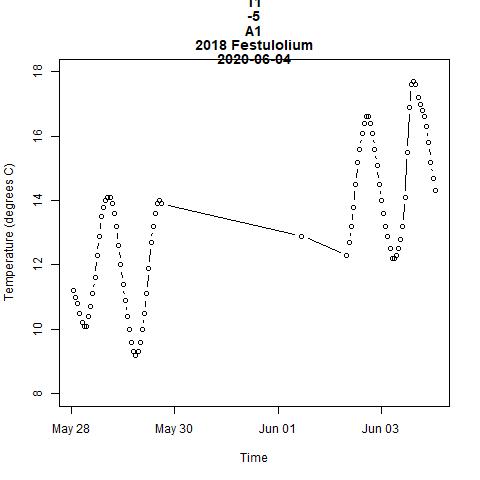 T1
-5
A1
2018 Festulolium
2020-06-04
Temperature (degrees C)
18
16
14
12
10
8
May 28
May 30
Jun 01
Jun 03
Time